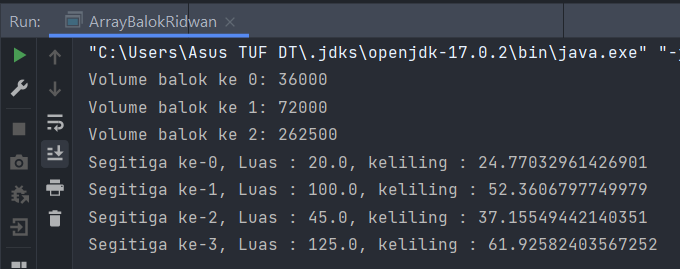 Run: ArrayBalokRidwan ×
"C:\Users\Asus TUF DT\.jdks\openjdk-17.0.2\bin\java.exe" "-
Volume balok ke 0: 36000
Volume balok ke 1: 72000
Volume balok ke 2: 262500
Segitiga ke-0, Luas : 20.0, keliling : 24.77032961426901
Segitiga ke-1, Luas : 100.0, keliling : 52.3606797749979
Segitiga ke-2, Luas : 45.0, keliling : 37.15549442140351
Segitiga ke-3, Luas : 125.0, keliling : 61.92582403567252